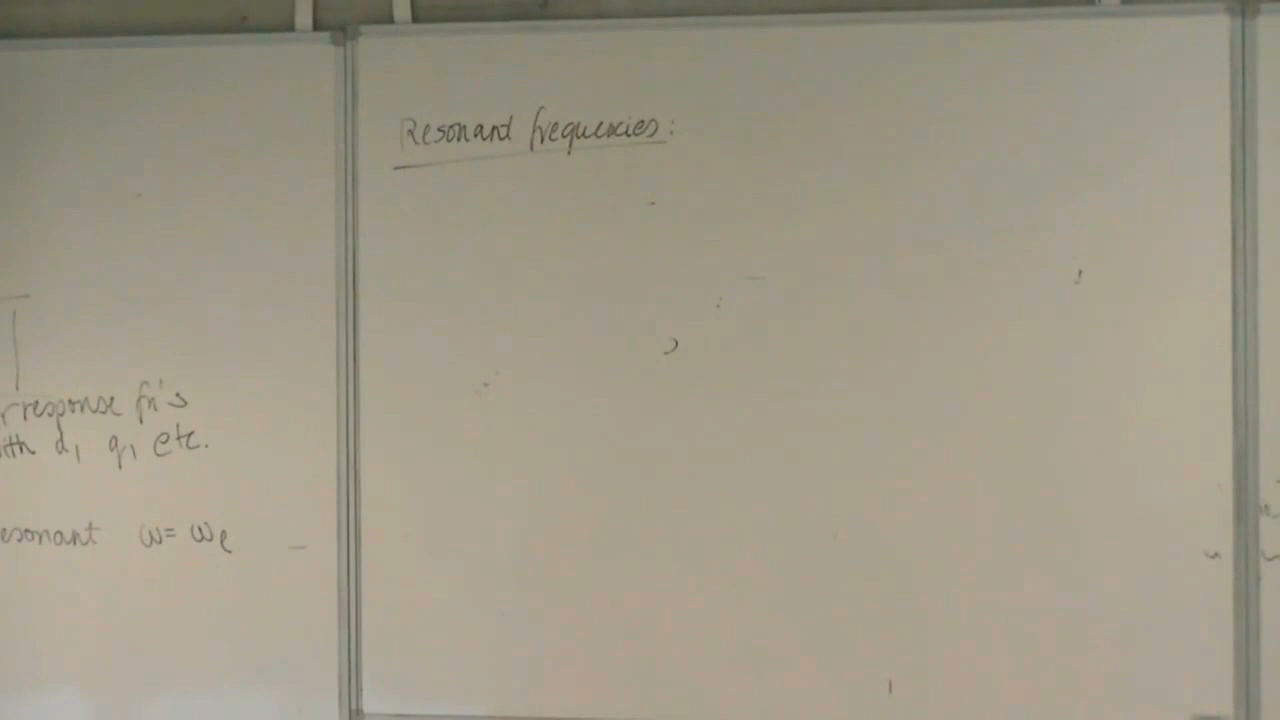 Resonant frequencies:
response fn's
with d, q, etc.
esonant ω = ωe